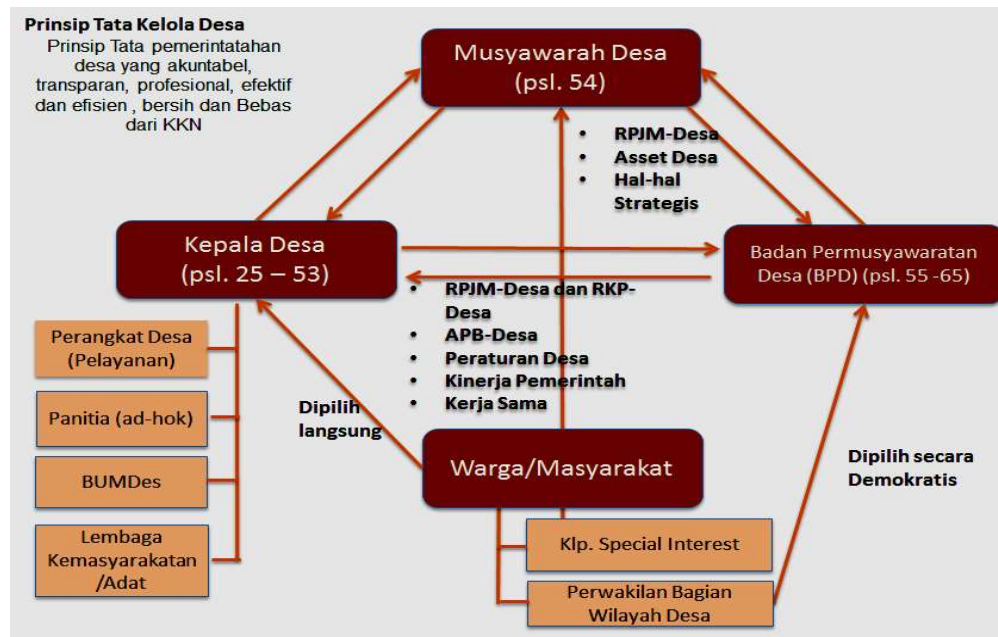 Prinsip Tata Kelola Desa
Prinsip Tata pemerintatahan
desa yang akuntabel,
transparan, profesional, efektif
dan efisien , bersih dan Bebas
dari KKN
Musyawarah Desa
(psl. 54)
• RPJM-Desa
• Asset Desa
• Hal-hal
Strategis
Kepala Desa
(psl. 25 – 53)
Badan Permusyawaratan
Desa (BPD) (psl. 55 -65)
• RPJM-Desa dan RKP-
Desa
• APB-Desa
• Peraturan Desa
• Kinerja Pemerintah
• Kerja Sama
Perangkat Desa
(Pelayanan)
Panitia (ad-hok)
BUMDes
Lembaga
Kemasyarakatan
/Adat
Dipilih
langsung
Warga/Masyarakat
Dipilih secara
Demokratis
Klp. Special Interest
Perwakilan Bagian
Wilayah Desa